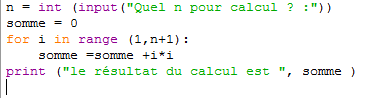 n = int (input("Quel n pour calcul ? :"))
somme = 0
for i in range (1,n+1):
    somme =somme +i*i
print ("le résultat du calcul est ", somme )